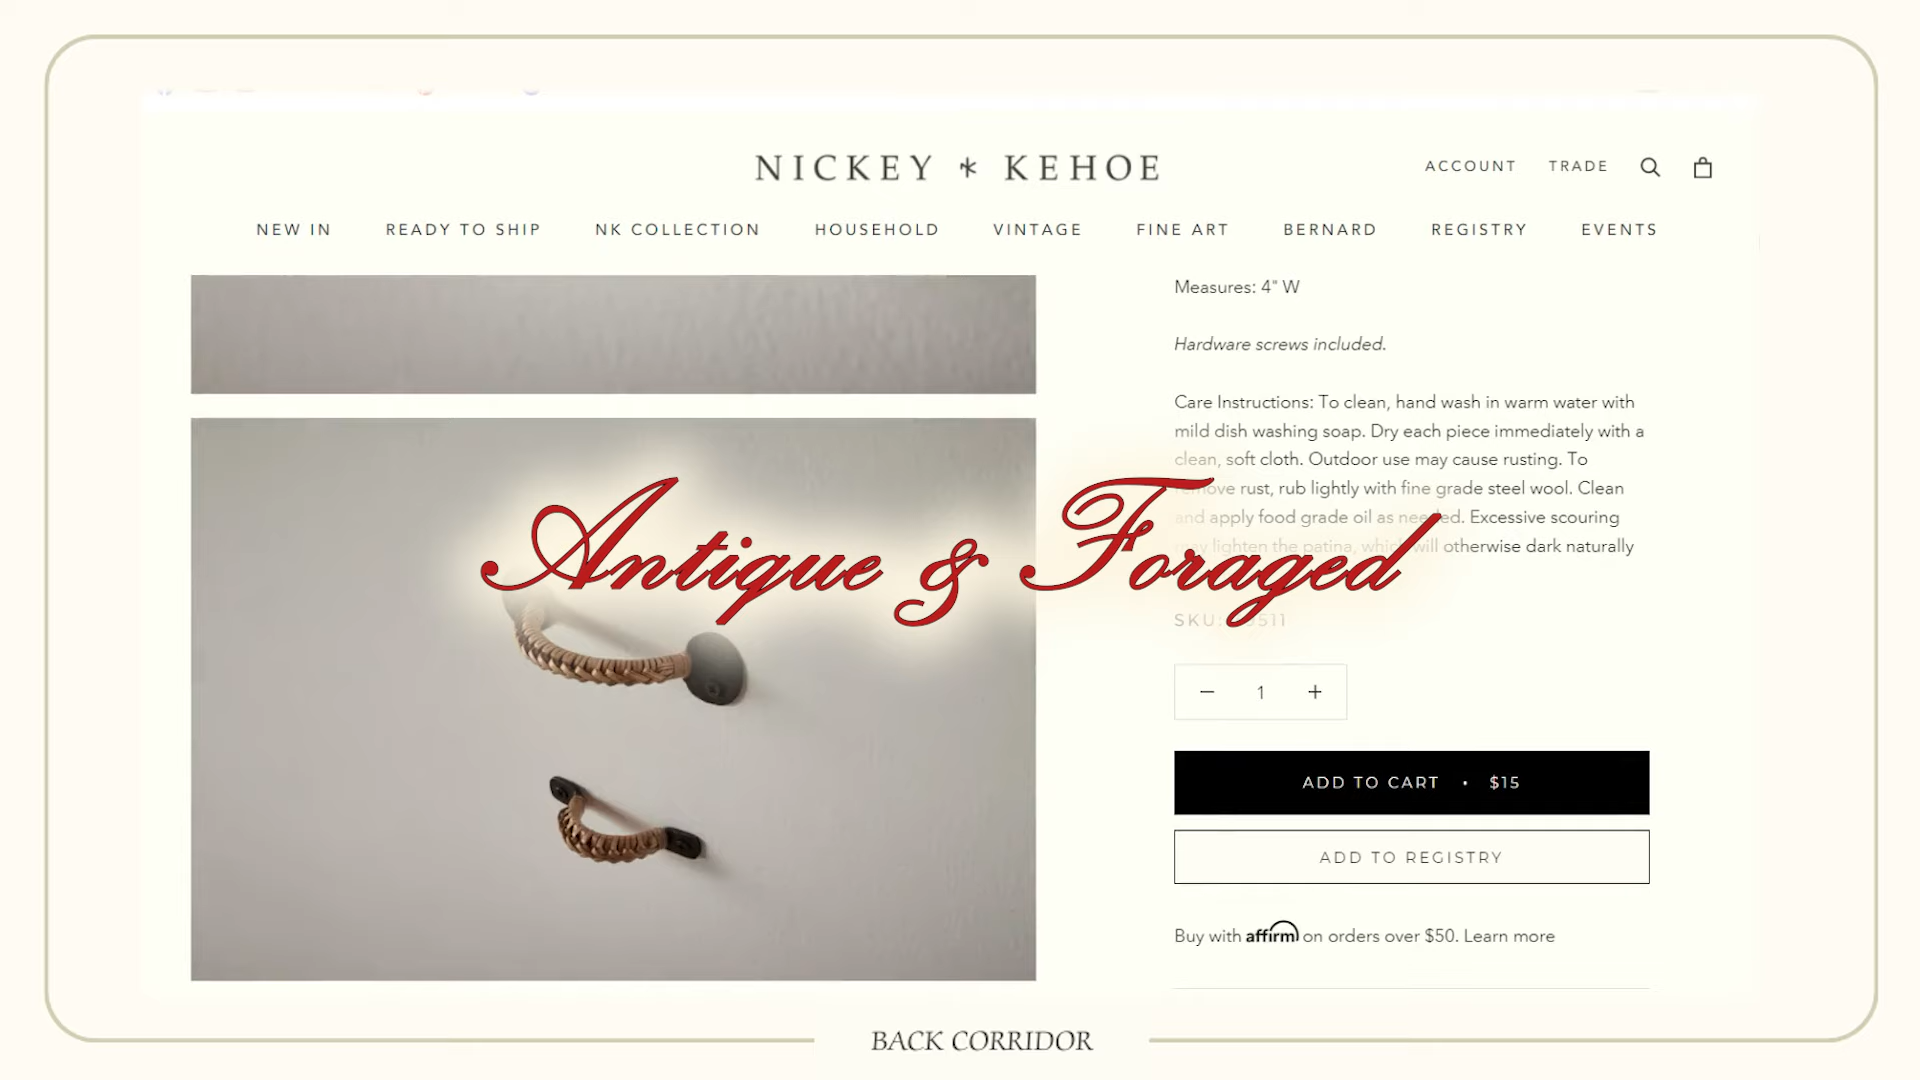 NICKEY * KEHOE
ACCOUNT TRADE
NEW IN READY TO SHIP NK COLLECTION HOUSEHOLD VINTAGE FINE ART BERNARD REGISTRY EVENTS
Measures: 4" W
Hardware screws included.
Care Instructions: To clean, hand wash in warm water with
mild dish washing soap. Dry each piece immediately with a
clean, soft cloth. Outdoor use may cause rusting. To
remove rust, rub lightly with fine grade steel wool. Clean
and apply food grade oil as needed. Excessive scouring
may lighten the patina, which will otherwise dark naturally
Antique & Foraged
SKU:
1
ADD TO CART • $15
ADD TO REGISTRY
Buy with affirm on orders over $50. Learn more
BACK CORRIDOR